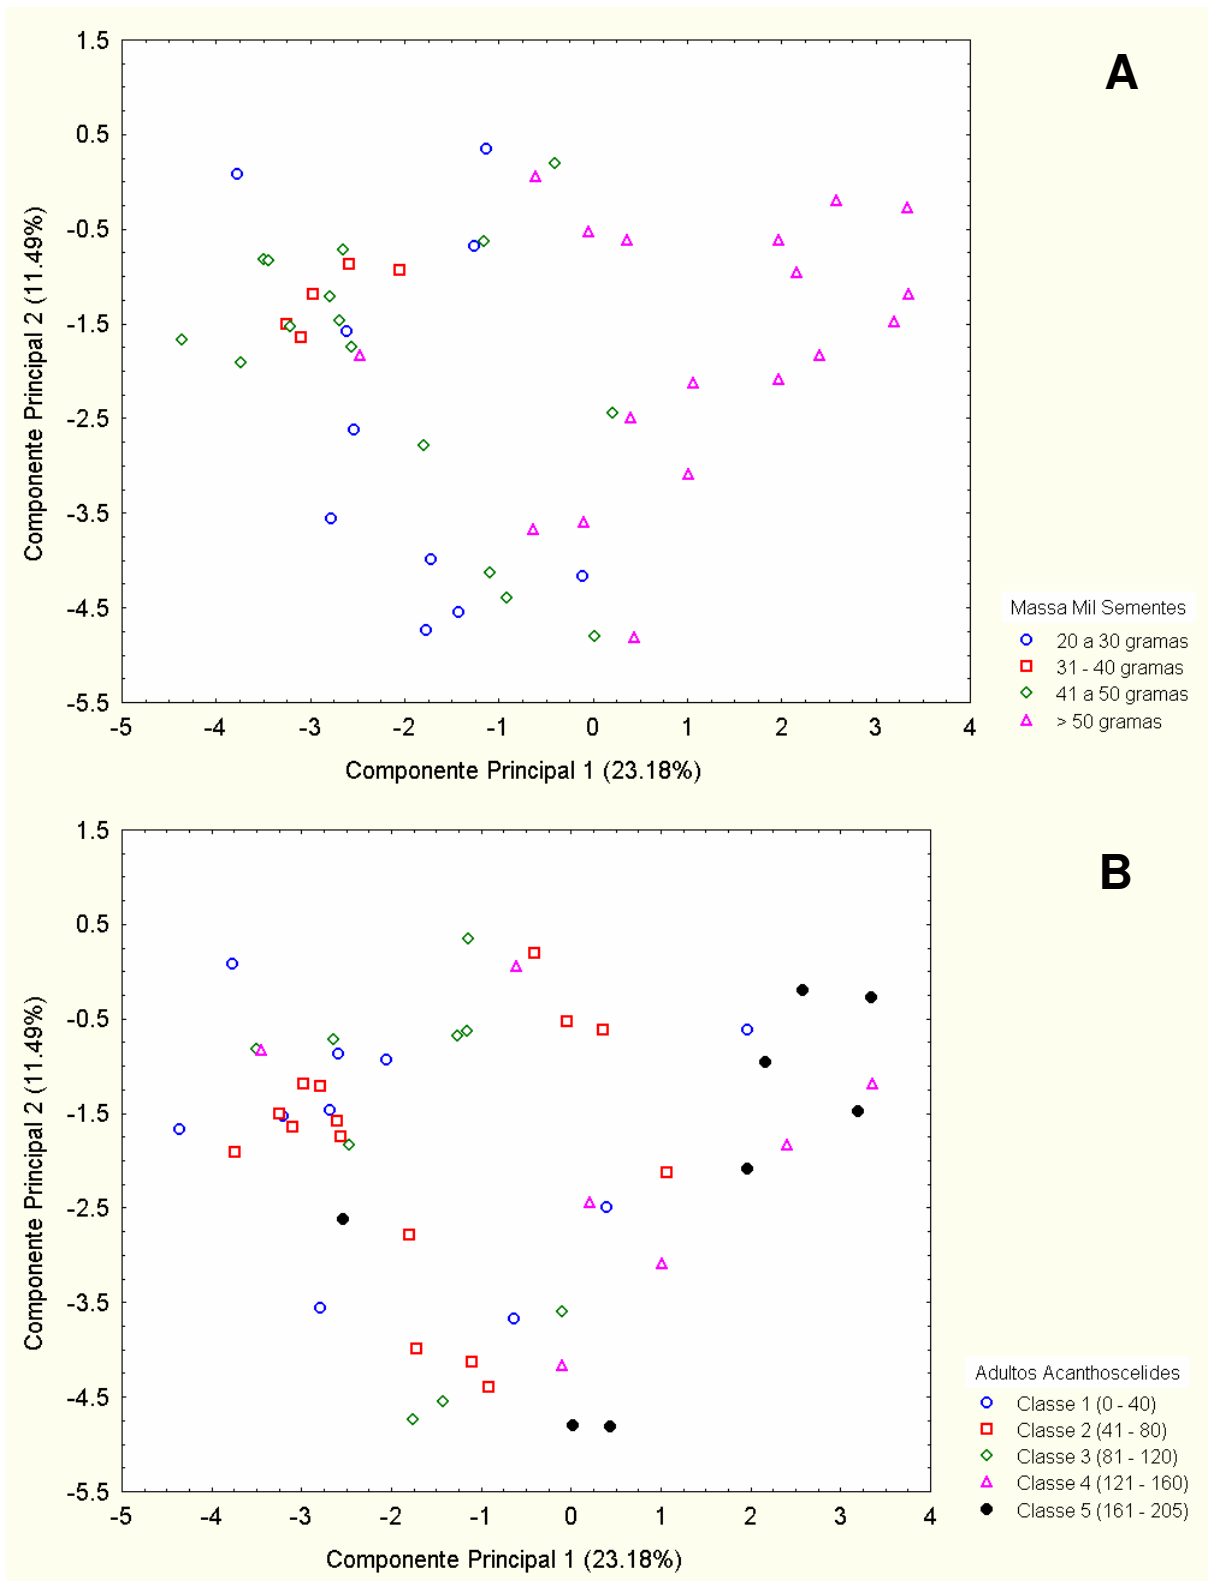 A
1.5
0.5
-0.5
-1.5
-2.5
-3.5
-4.5
-5.5
Componente Principal 2 (11.49%)
-5 -4 -3 -2 -1 0 1 2 3 4
Componente Principal 1 (23.18%)
Massa Mil Sementes
20 a 30 gramas
31 - 40 gramas
41 a 50 gramas
> 50 gramas
B
1.5
0.5
-0.5
-1.5
-2.5
-3.5
-4.5
-5.5
Componente Principal 2 (11.49%)
-5 -4 -3 -2 -1 0 1 2 3 4
Componente Principal 1 (23.18%)
Adultos Acanthoscelides
Classe 1 (0 - 40)
Classe 2 (41 - 80)
Classe 3 (81 - 120)
Classe 4 (121 - 160)
Classe 5 (161 - 205)